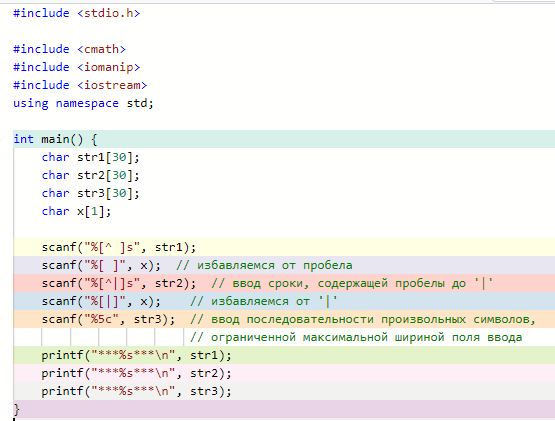 #include <stdio.h>
#include <cmath>
#include <iomanip>
#include <iostream>
using namespace std;
int main() {
char str1[30];
char str2[30];
char str3[30];
char x[1];
scanf("%[^ ]s", str1);
scanf("%[ ]", x);  // избавляемся от пробела
scanf("%[^|]s", str2);  // ввод сроки, содержащей пробелы до '|'
scanf("%[|]", x);    // избавляемся от '|'
scanf("%5c", str3);  // ввод последовательности произвольных символов,
// ограниченной максимальной шириной поля ввода
printf("***%s***\n", str1);
printf("***%s***\n", str2);
printf("***%s***\n", str3);
}